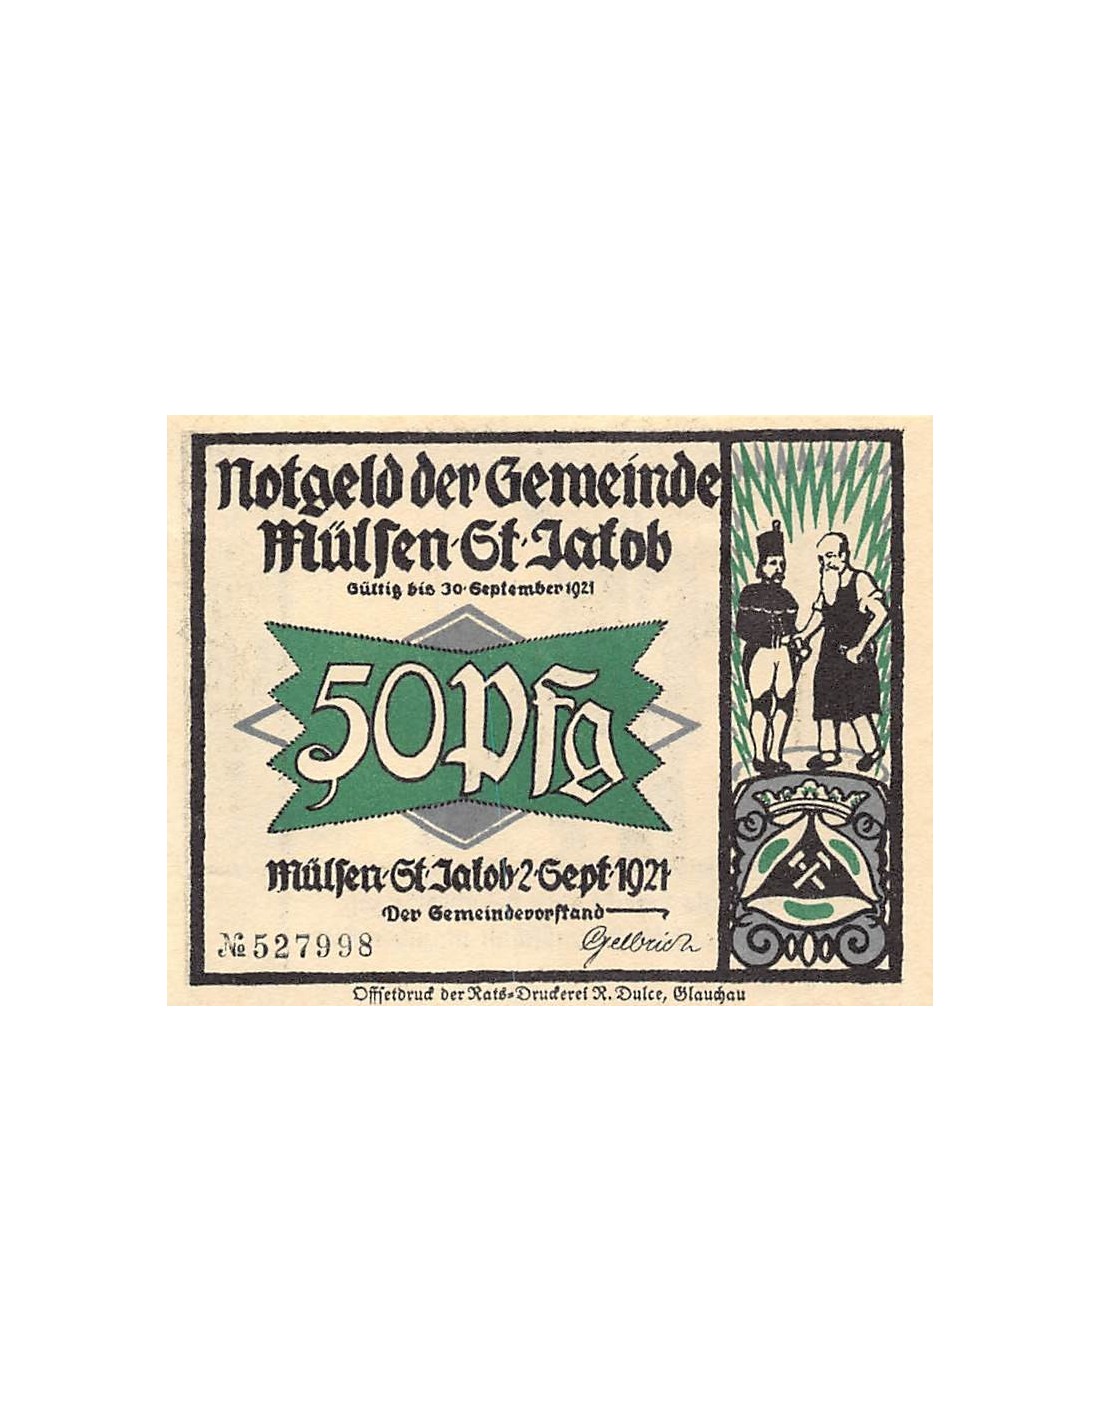 Notgeld der Gemeinde
Mülsen·St·Jakob
Gültig bis 30·September 1921
50 Pfg
Mülsen·St·Jakob·2·Sept·1921
Der Gemeindevorstand
№ 527998
Gelbrich
Offsetdruck der Rats-Druckerei R. Dulce, Glauchau